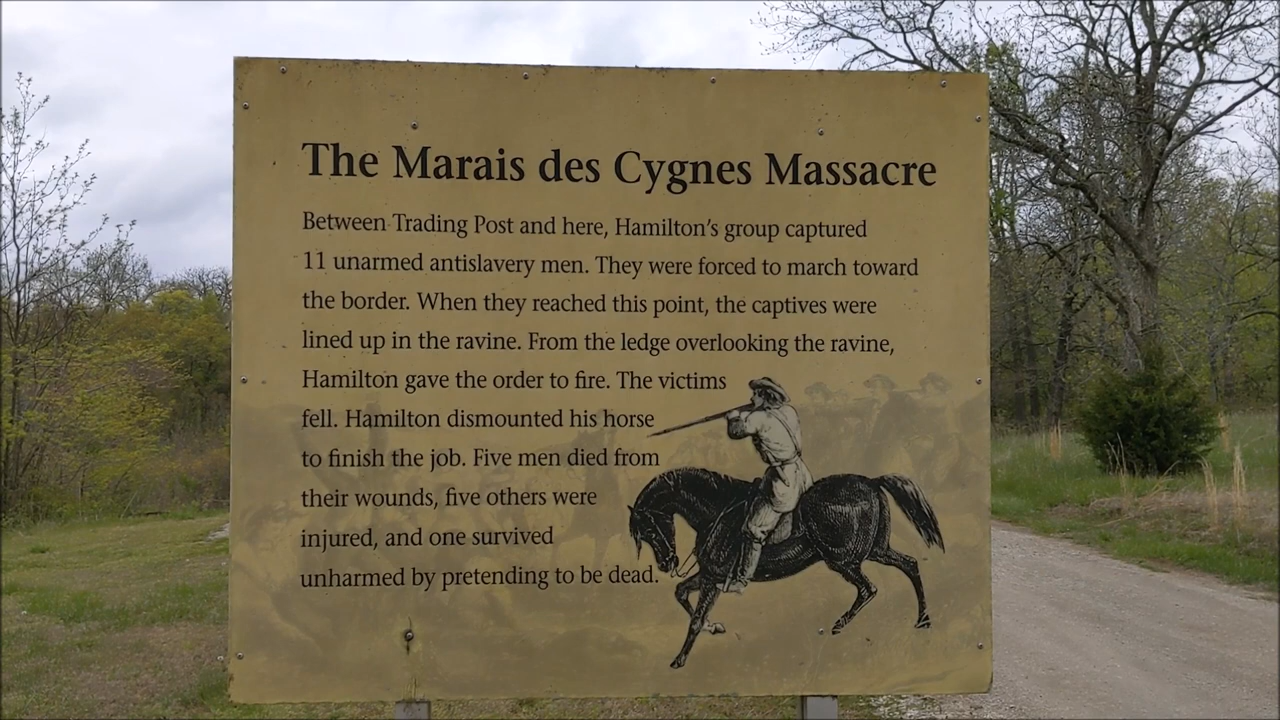 The Marais des Cygnes Massacre
Between Trading Post and here, Hamilton's group captured
11 unarmed antislavery men. They were forced to march toward
the border. When they reached this point, the captives were
lined up in the ravine. From the ledge overlooking the ravine,
Hamilton gave the order to fire. The victims
fell. Hamilton dismounted his horse
to finish the job. Five men died from
their wounds, five others were
injured, and one survived
unharmed by pretending to be dead.